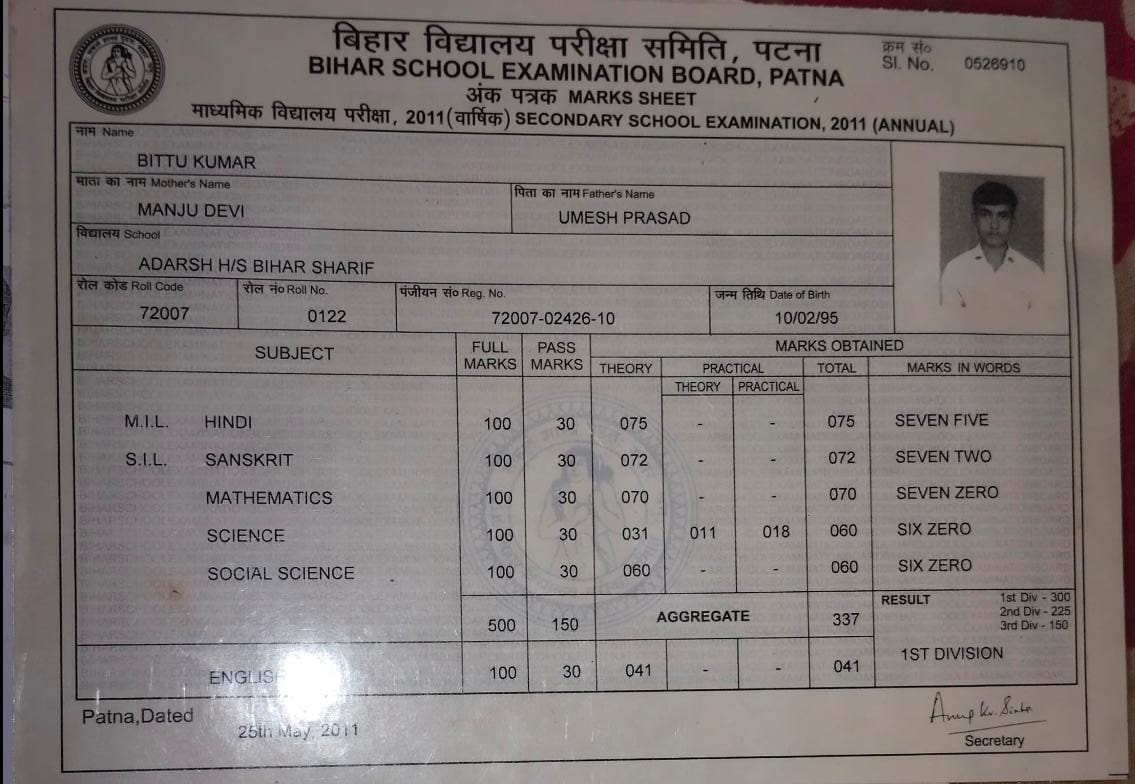 बिहार विद्यालय परीक्षा समिति, पटना
BIHAR SCHOOL EXAMINATION BOARD, PATNA
क्रम सं०
Sl. No. 0528910
अंक पत्रक MARKS SHEET
माध्यमिक विद्यालय परीक्षा, 2011(वार्षिक) SECONDARY SCHOOL EXAMINATION, 2011 (ANNUAL)
नाम Name
BITTU KUMAR
माता का नाम Mother's Name पिता का नाम Father's Name
MANJU DEVI UMESH PRASAD
विद्यालय School
ADARSH H/S BIHAR SHARIF
रोल कोड Roll Code रोल नं० Roll No. पंजीयन सं० Reg. No. जन्म तिथि Date of Birth
72007 0122 72007-02426-10 10/02/95
SUBJECT FULL MARKS PASS MARKS MARKS OBTAINED
THEORY PRACTICAL TOTAL MARKS IN WORDS
THEORY PRACTICAL
M.I.L. HINDI 100 30 075 - - 075 SEVEN FIVE
S.I.L. SANSKRIT 100 30 072 - - 072 SEVEN TWO
MATHEMATICS 100 30 070 - - 070 SEVEN ZERO
SCIENCE 100 30 031 011 018 060 SIX ZERO
SOCIAL SCIENCE 100 30 060 - - 060 SIX ZERO
500 150 AGGREGATE 337
RESULT 1st Div - 300
2nd Div - 225
3rd Div - 150
1ST DIVISION
ENGLIS 100 30 041 - - 041
Patna,Dated 25th May, 2011
Anup Kr. Sinha
Secretary